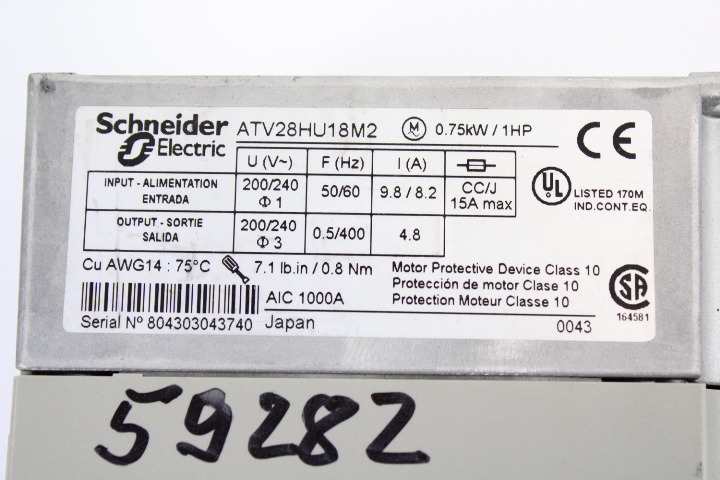 Schneider Electric
ATV28HU18M2 M 0.75kW / 1HP
CE
U (V~) F (Hz) I (A)
INPUT - ALIMENTATION ENTRADA 200/240 Φ 1 50/60 9.8 / 8.2 CC/J 15A max
OUTPUT - SORTIE SALIDA 200/240 Φ 3 0.5/400 4.8
UL LISTED 170M
IND.CONT.EQ.
Cu AWG14 : 75°C 7.1 lb.in / 0.8 Nm
Motor Protective Device Class 10
Protección de motor Clase 10
Protection Moteur Classe 10
AIC 1000A
SA
164581
Serial Nº 804303043740 Japan 0043
59282